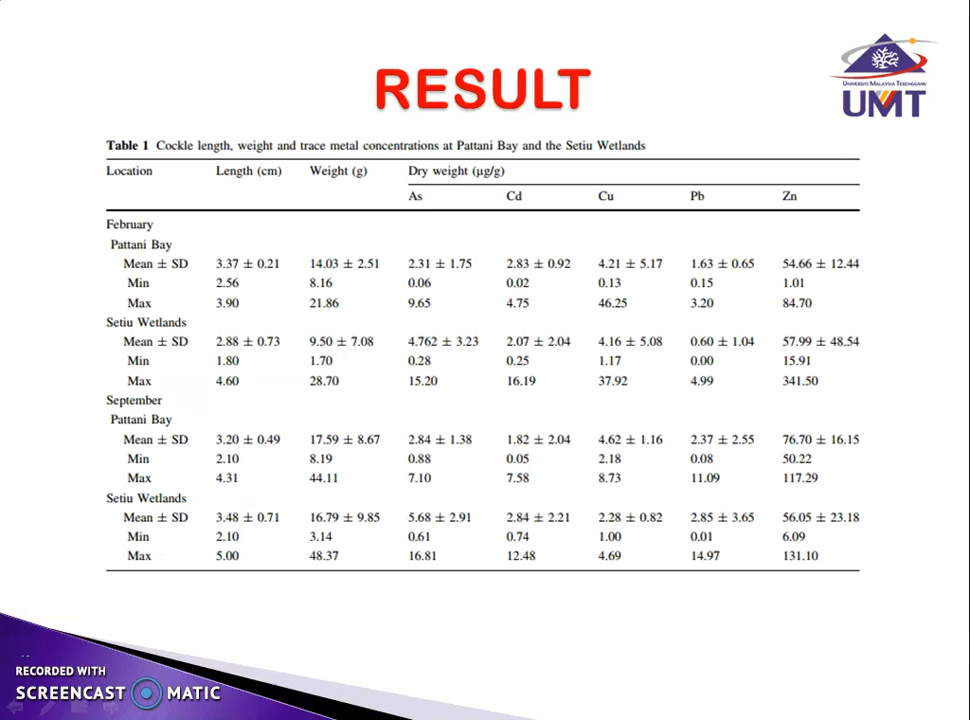 RESULT
UNIVERSITI MALAYSIA TERENGGANU
UMT
Table 1 Cockle length, weight and trace metal concentrations at Pattani Bay and the Setiu Wetlands
Location Length (cm) Weight (g) Dry weight (µg/g)
As Cd Cu Pb Zn
February
Pattani Bay
Mean ± SD 3.37 ± 0.21 14.03 ± 2.51 2.31 ± 1.75 2.83 ± 0.92 4.21 ± 5.17 1.63 ± 0.65 54.66 ± 12.44
Min 2.56 8.16 0.06 0.02 0.13 0.15 1.01
Max 3.90 21.86 9.65 4.75 46.25 3.20 84.70
Setiu Wetlands
Mean ± SD 2.88 ± 0.73 9.50 ± 7.08 4.762 ± 3.23 2.07 ± 2.04 4.16 ± 5.08 0.60 ± 1.04 57.99 ± 48.54
Min 1.80 1.70 0.28 0.25 1.17 0.00 15.91
Max 4.60 28.70 15.20 16.19 37.92 4.99 341.50
September
Pattani Bay
Mean ± SD 3.20 ± 0.49 17.59 ± 8.67 2.84 ± 1.38 1.82 ± 2.04 4.62 ± 1.16 2.37 ± 2.55 76.70 ± 16.15
Min 2.10 8.19 0.88 0.05 2.18 0.08 50.22
Max 4.31 44.11 7.10 7.58 8.73 11.09 117.29
Setiu Wetlands
Mean ± SD 3.48 ± 0.71 16.79 ± 9.85 5.68 ± 2.91 2.84 ± 2.21 2.28 ± 0.82 2.85 ± 3.65 56.05 ± 23.18
Min 2.10 3.14 0.61 0.74 1.00 0.01 6.09
Max 5.00 48.37 16.81 12.48 4.69 14.97 131.10
RECORDED WITH
SCREENCAST MATIC